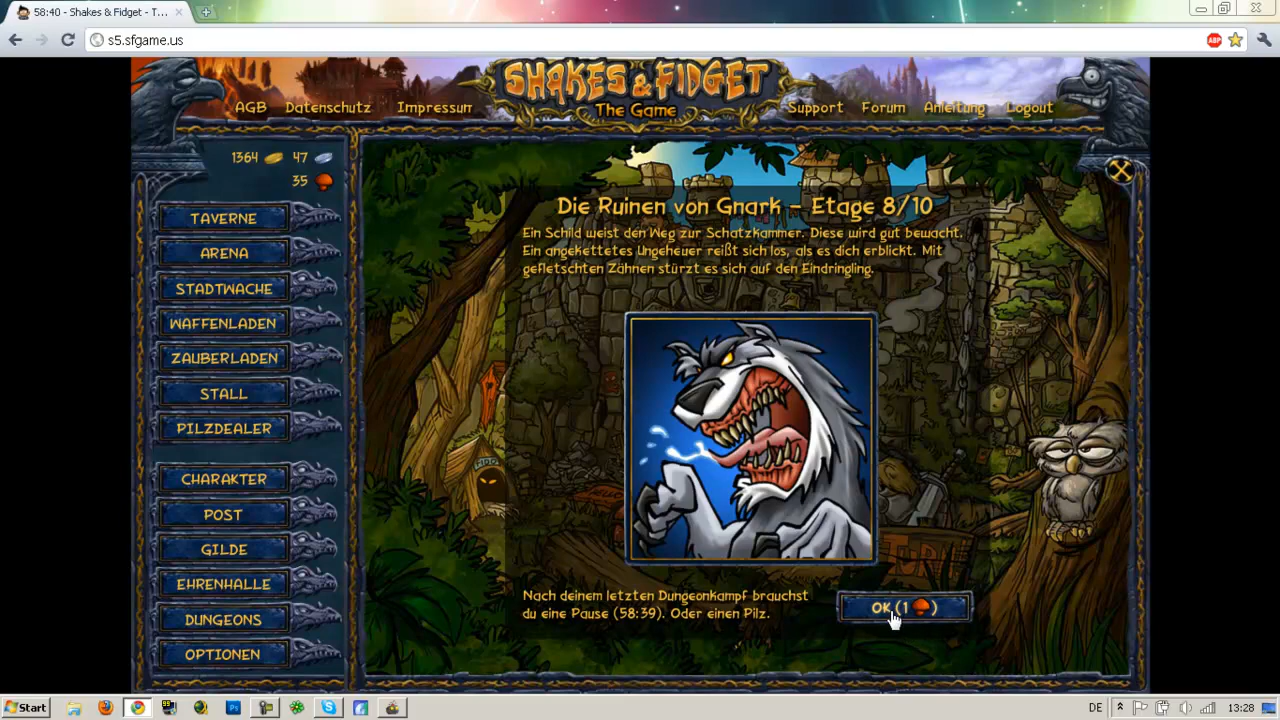 58:40 - Shakes & Fidget - T...
s5.sfgame.us
ABP
SHAKES & FIDGET
The Game
AGB Datenschutz Impressum
Support Forum Anleitung Logout
1364 47
35
TAVERNE
ARENA
STADTWACHE
WAFFENLADEN
ZAUBERLADEN
STALL
PILZDEALER
CHARAKTER
POST
GILDE
EHRENHALLE
DUNGEONS
OPTIONEN
Die Ruinen von Gnark - Etage 8/10
Ein Schild weist den Weg zur Schatzkammer. Diese wird gut bewacht.
Ein angekettetes Ungeheuer reißt sich los, als es dich erblickt. Mit
gefletschten Zähnen stürzt es sich auf den Eindringling.
Nach deinem letzten Dungeonkampf brauchst
du eine Pause (58:39). Oder einen Pilz.
OK (1 )
Start
DE
13:28